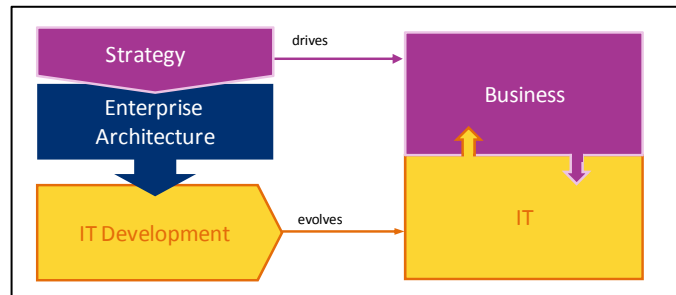 Strategy
drives
Enterprise
Architecture
Business
IT Development
evolves
IT